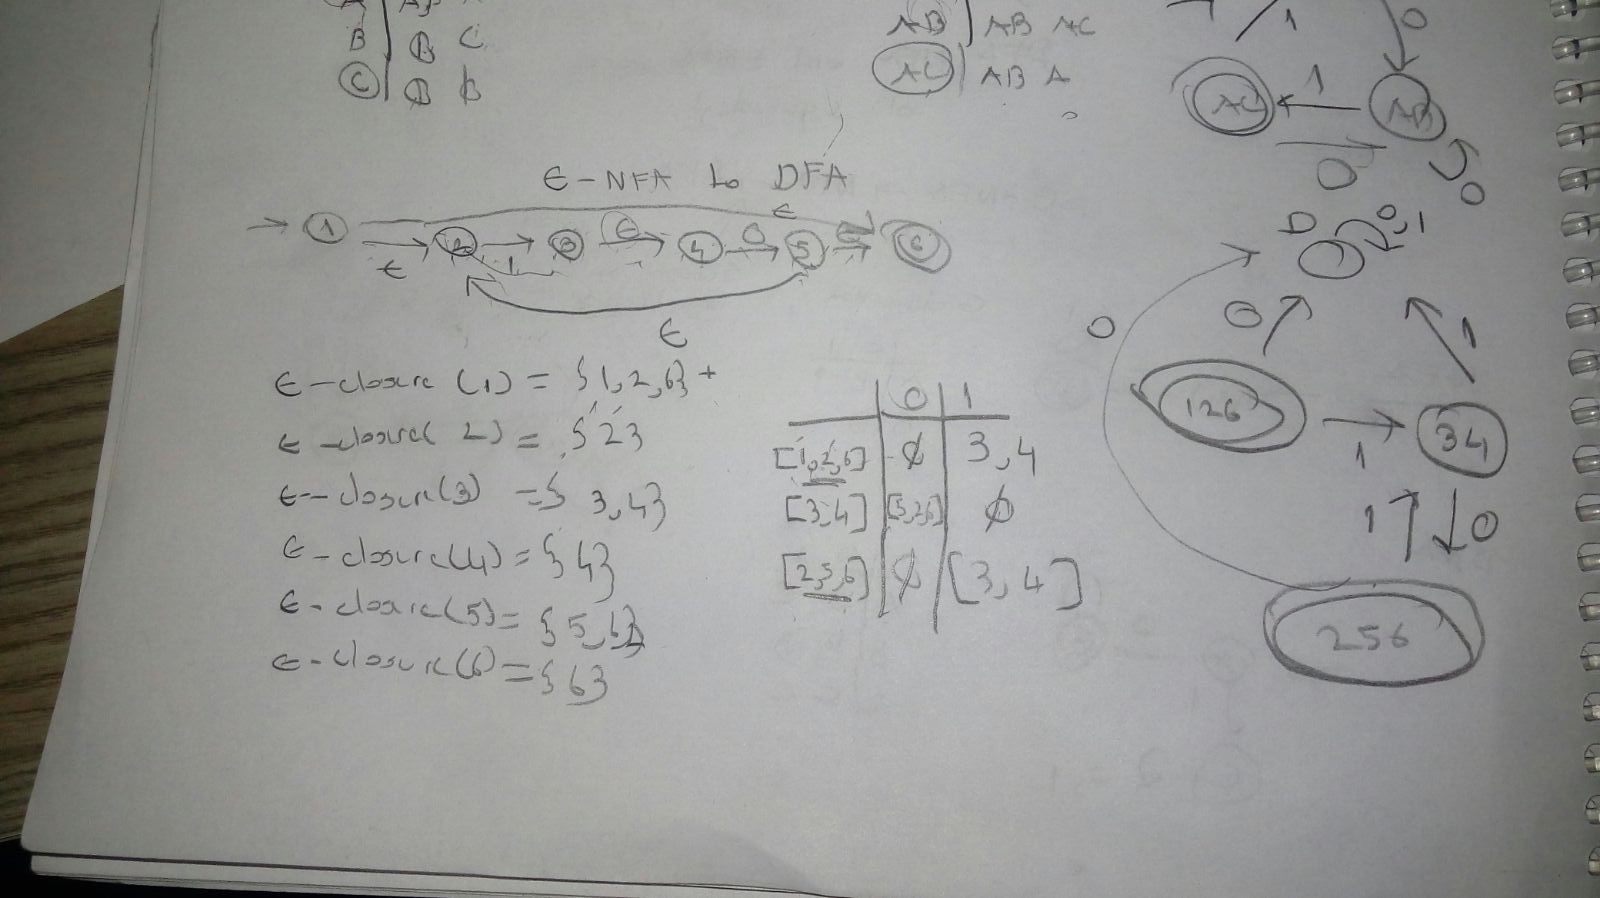 B B C
C B B
AB AB AC
AC AB A
1 0
AC 1 AB
0 0
ϵ-NFA to DFA
ϵ
1 2 3 ϵ 4 0 5 ϵ 6
ϵ 1
ϵ
ϵ-closure (1) = {1,2,6} +
ϵ-closure( 2) = {2}
ϵ-closure(3) = { 3,4}
ϵ-closure(4) = {4}
ϵ-closure(5) = {5,6,2}
ϵ-closure(6) = {6}
0 1
[1,2,6] ϕ 3,4
[3,4] [5,2,6] ϕ
[2,5,6] ϕ [3,4]
D 0,1
0 0 1
126 1 34
1 0
256